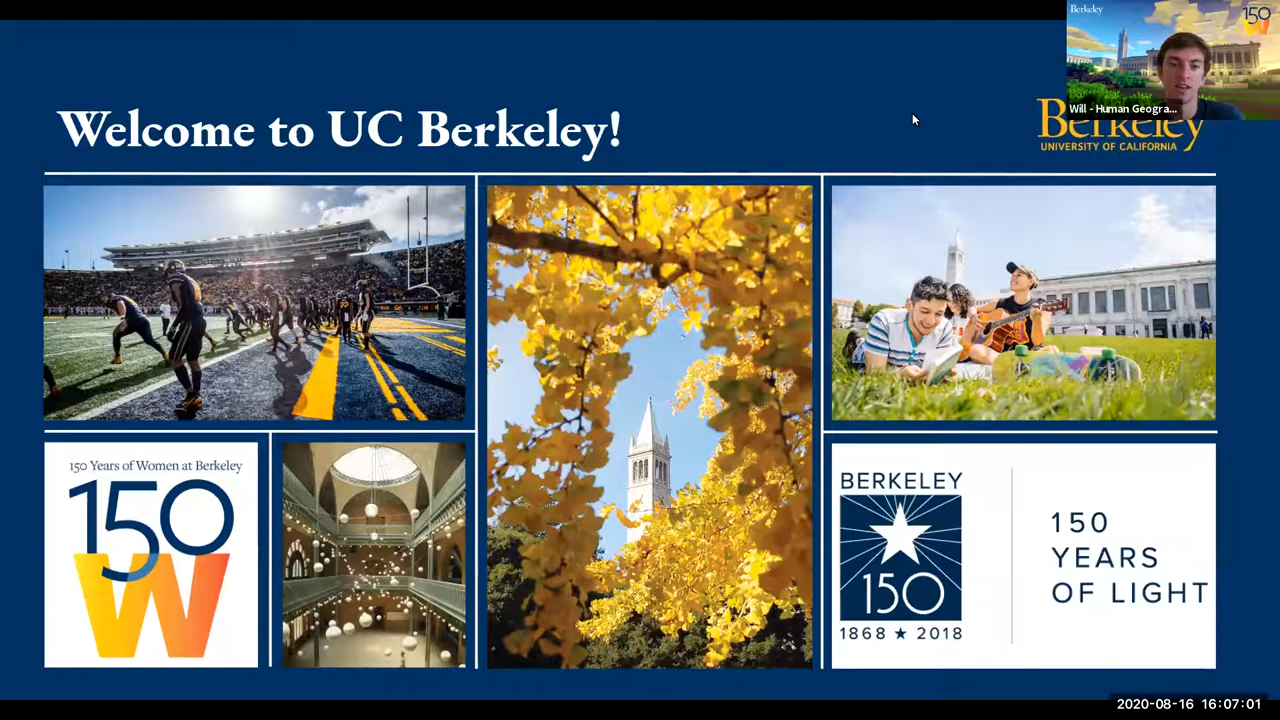 Berkeley
150
W
Will - Human Geogra...
Welcome to UC Berkeley!
Berkeley
UNIVERSITY OF CALIFORNIA
150 Years of Women at Berkeley
150
W
BERKELEY
150
1868 ★ 2018
150
YEARS
OF LIGHT
2020-08-16 16:07:01